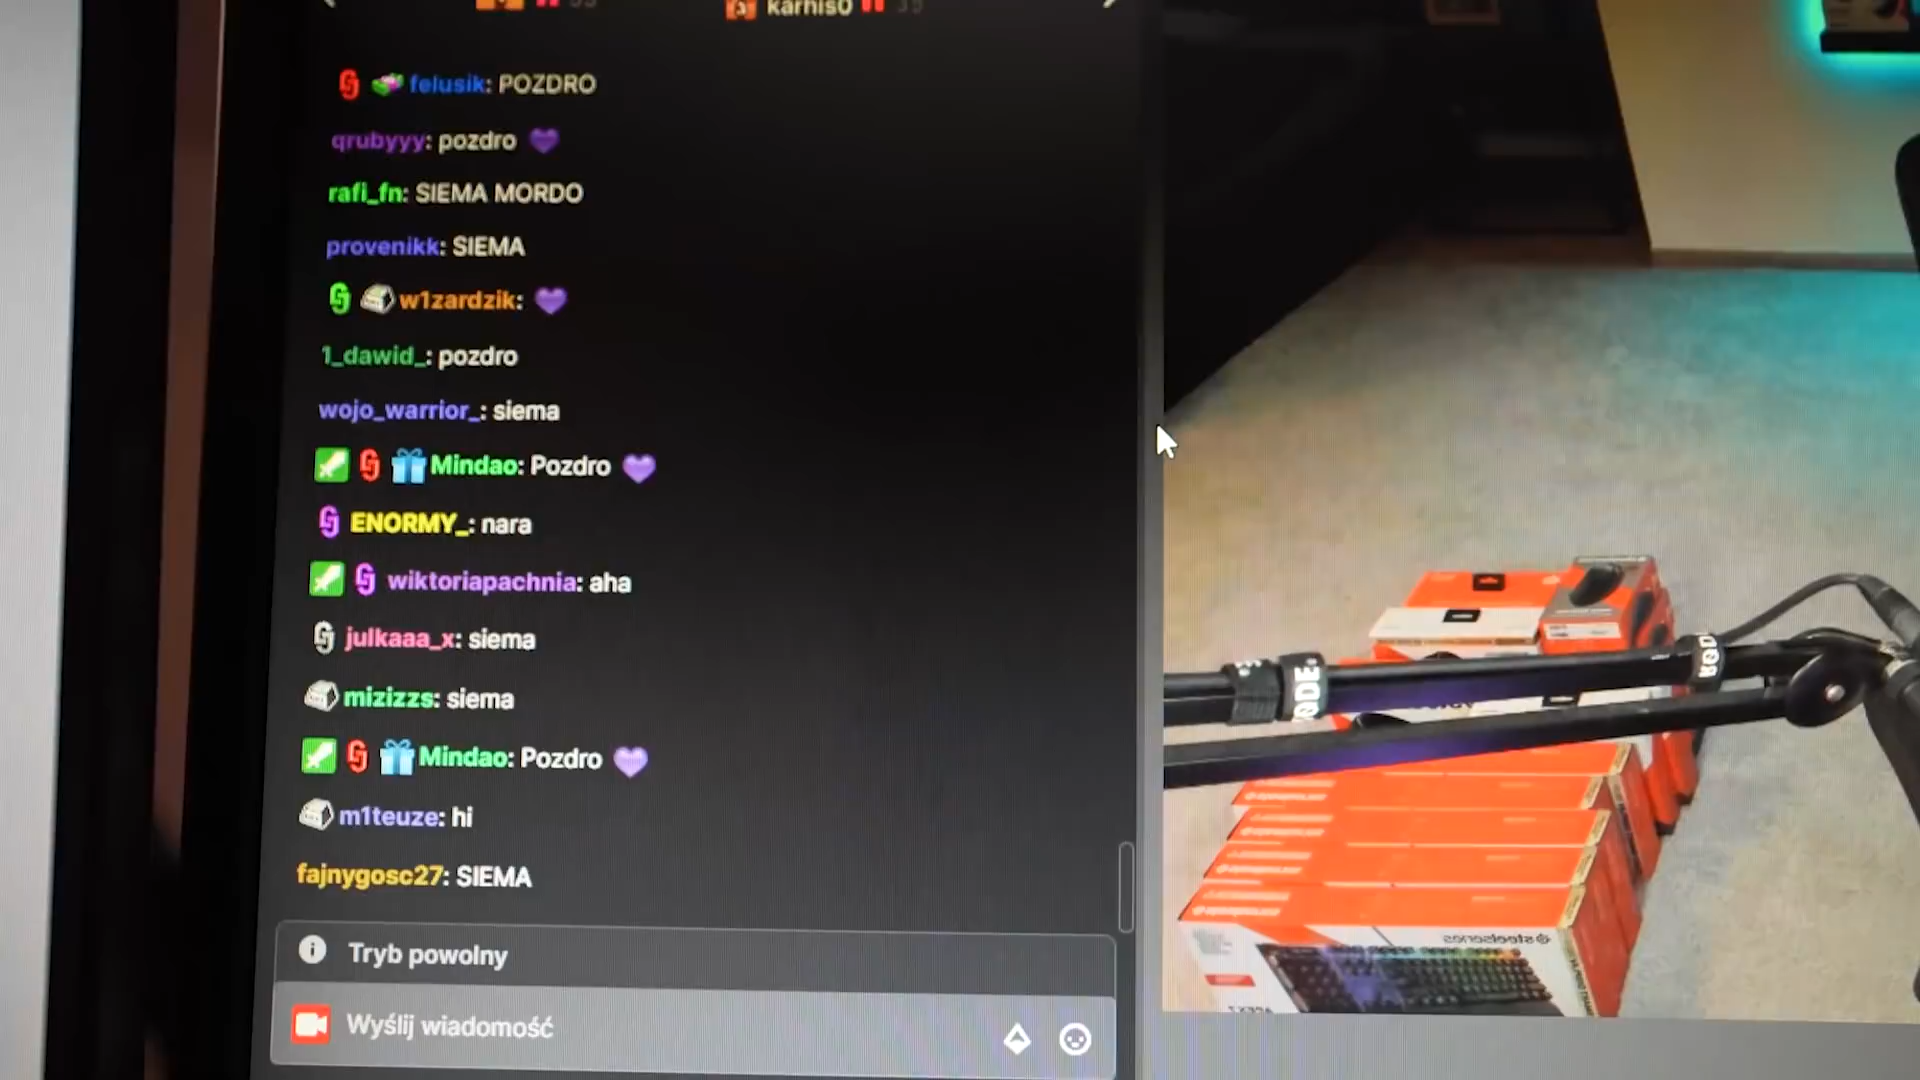 karhis0
felusik: POZDRO
qrubyyy: pozdro
rafi_fn: SIEMA MORDO
provenikk: SIEMA
w1zardzik:
1_dawid_: pozdro
wojo_warrior_: siema
Mindao: Pozdro
ENORMY_: nara
wiktoriapachnia: aha
julkaaa_x: siema
mizizzs: siema
Mindao: Pozdro
m1teuze: hi
fajnygosc27: SIEMA
Tryb powolny
Wyślij wiadomość
steelseries